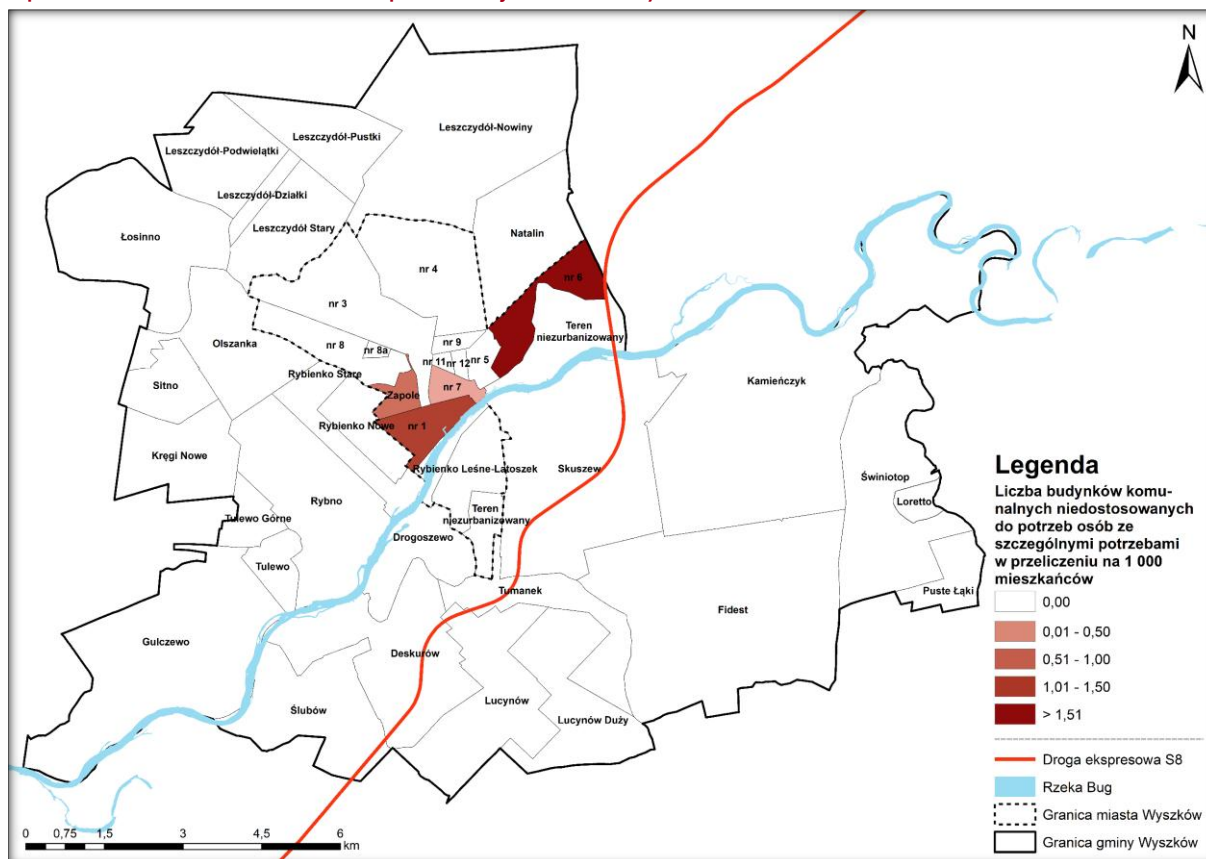 N
Leszczydół-Nowiny
Leszczydół-Pustki
Leszczydół-Podwielątki
Leszczydół-Działki
Leszczydół Stary
Łosinno
Natalin
nr 4
nr 6
nr 3
Teren
niezurbanizowany
nr 9
nr 8
nr 8a
nr 11
nr 12
nr 5
Olszanka
Rybienko Stare
Sitno
Zapole
nr 7
Kamieńczyk
Rybienko Nowe
nr 1
Kręgi Nowe
Rybienko Leśne-Latoszek
Skuszew
Świniotop
Loretto
Rybno
Teren
niezurbanizowany
Tulewo Górne
Drogoszewo
Tulewo
Tumanek
Puste Łąki
Fidest
Gulczewo
Deskurów
Ślubów
Lucynów
Lucynów Duży
Legenda
Liczba budynków komu-
nalnych niedostosowanych
do potrzeb osób ze
szczególnymi potrzebami
w przeliczeniu na 1 000
mieszkańców
0,00
0,01 - 0,50
0,51 - 1,00
1,01 - 1,50
> 1,51
Droga ekspresowa S8
Rzeka Bug
Granica miasta Wyszków
Granica gminy Wyszków
0 0,75 1,5 3 4,5 6
km